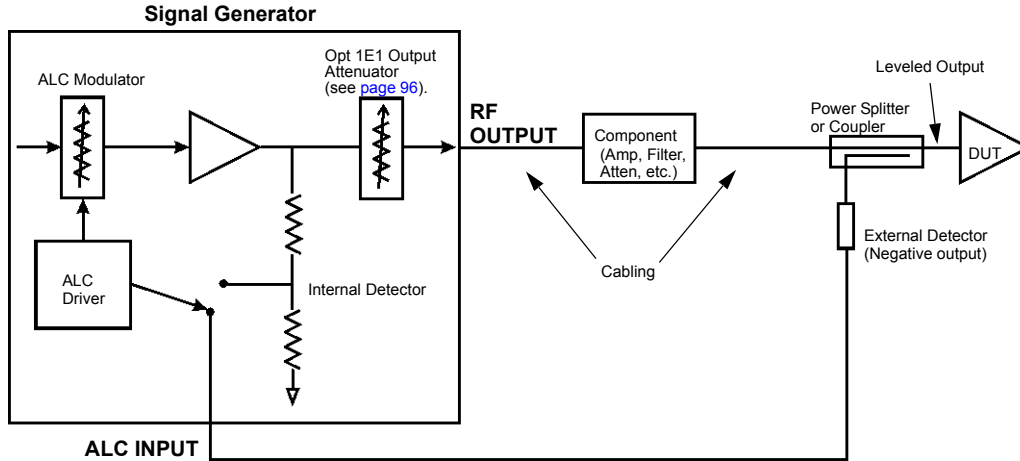 Signal Generator
Opt 1E1 Output
Attenuator
(see page 96).
ALC Modulator
RF
OUTPUT
Leveled Output
Power Splitter
or Coupler
Component
(Amp, Filter,
Atten, etc.)
DUT
External Detector
(Negative output)
Cabling
ALC
Driver
Internal Detector
ALC INPUT